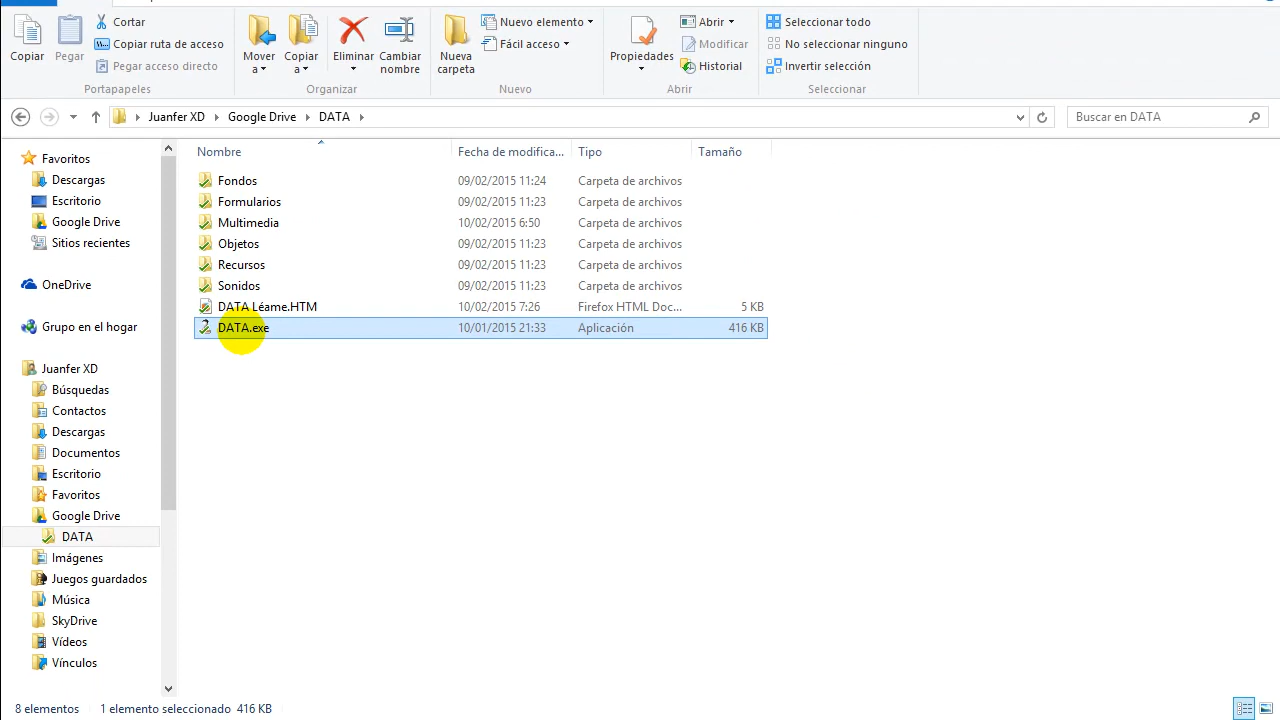 Copiar
Pegar
Cortar
Copiar ruta de acceso
Pegar acceso directo
Portapapeles
Mover a
Copiar a
Eliminar
Cambiar nombre
Organizar
Nueva carpeta
Nuevo elemento
Fácil acceso
Nuevo
Propiedades
Abrir
Modificar
Historial
Abrir
Seleccionar todo
No seleccionar ninguno
Invertir selección
Seleccionar
Juanfer XD Google Drive DATA
Buscar en DATA
Favoritos
Descargas
Escritorio
Google Drive
Sitios recientes
OneDrive
Grupo en el hogar
Juanfer XD
Búsquedas
Contactos
Descargas
Documentos
Escritorio
Favoritos
Google Drive
DATA
Imágenes
Juegos guardados
Música
SkyDrive
Vídeos
Vínculos
Nombre Fecha de modifica... Tipo Tamaño
Fondos 09/02/2015 11:24 Carpeta de archivos
Formularios 09/02/2015 11:23 Carpeta de archivos
Multimedia 10/02/2015 6:50 Carpeta de archivos
Objetos 09/02/2015 11:23 Carpeta de archivos
Recursos 09/02/2015 11:23 Carpeta de archivos
Sonidos 09/02/2015 11:23 Carpeta de archivos
DATA Léame.HTM 10/02/2015 7:26 Firefox HTML Doc... 5 KB
DATA.exe 10/01/2015 21:33 Aplicación 416 KB
8 elementos 1 elemento seleccionado 416 KB